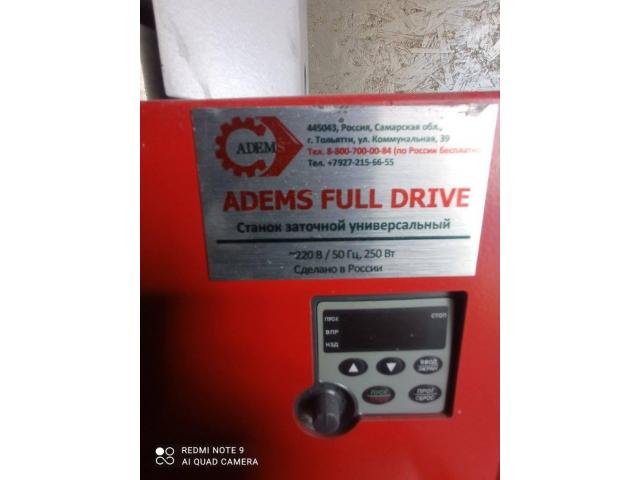 ADEMS
445043, Россия, Самарская обл.,
г. Тольятти, ул. Коммунальная, 39
Тел. 8-800-700-00-84 (по России бесплатно
Тел. +7927-215-66-55
ADEMS FULL DRIVE
Станок заточной универсальный
~220 В / 50 Гц, 250 Вт
Сделано в России
СТОП
ВПР
НЗД
ВВОД
ЭКРАН
ПРОГ
СБРОС
REDMI NOTE 9
AI QUAD CAMERA